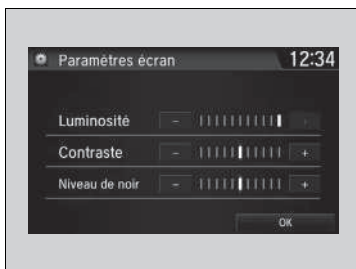 Paramètres écran 12:34
Luminosité -
Contraste - +
Niveau de noir - +
OK